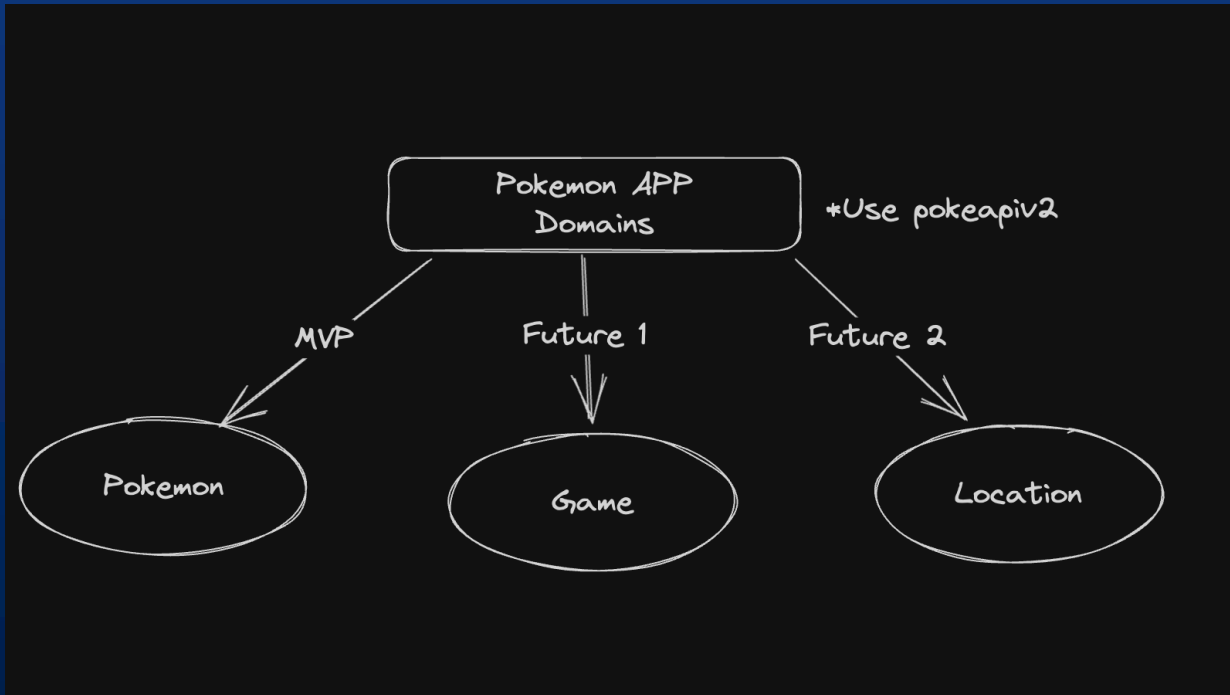 Pokemon APP
Domains
*Use pokeapiv2
MVP
Future 1
Future 2
Pokemon
Game
Location